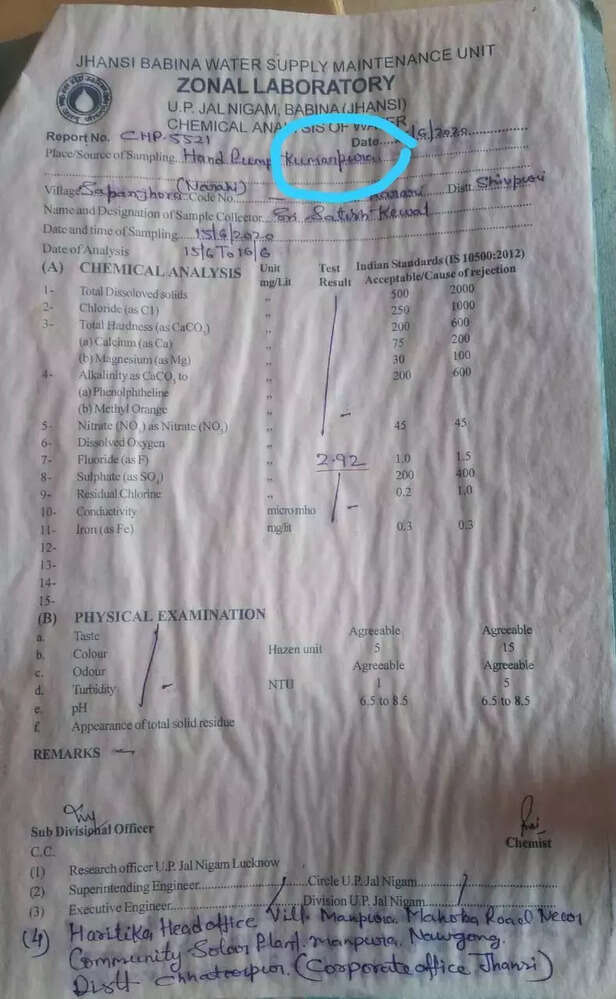 JHANSI BABINA WATER SUPPLY MAINTENANCE UNIT
ZONAL LABORATORY
U.P. JAL NIGAM, BABINA (JHANSI)
CHEMICAL ANALYSIS OF WATER
Report No. CHP-5521 Date /6/2020
Place/Source of Sampling. Hand Pump
Village (Narahi) Code No. Distt. Shivpuri
Name and Designation of Sample Collector. Sri Satish Kewat
Date and time of Sampling 15/6/2020
Date of Analysis 15/6 To 16/6
(A) CHEMICAL ANALYSIS Unit Test Indian Standards (IS 10500:2012)
mg/Lit Result Acceptable/Cause of rejection
1- Total Dissoloved solids ,, 500 2000
2- Chloride (as C1) ,, 250 1000
3- Total Hardness (as CaCO3) ,, 200 600
(a) Calcium (as Ca) ,, 75 200
(b) Magnesium (as Mg) ,, 30 100
4- Alkalinity as CaCO3 to ,, 200 600
(a) Phenolphtheline ,,
(b) Methyl Orange ,,
5- Nitrate (NO3) as Nitrate (NO3) ,, 45 45
6- Dissolved Oxygen ,,
7- Fluoride (as F) ,, 2.92 1.0 1.5
8- Sulphate (as SO4) ,, 200 400
9- Residual Chlorine ,, 0.2 1.0
10- Conductivity micromho
11- Iron (as Fe) mg/lit 0.3 0.3
12-
13-
14-
15-
(B) PHYSICAL EXAMINATION
a. Taste Agreeable Agreeable
b. Colour Hazen unit 5 15
c. Odour Agreeable Agreeable
d. Turbidity NTU 1 5
e. pH 6.5 to 8.5 6.5 to 8.5
f. Appearance of total solid residue
REMARKS
Sub Divisional Officer
Chemist
C.C.
(1) Research officer U.P. Jal Nigam Lucknow
(2) Superintending Engineer Circle U.P. Jal Nigam
(3) Executive Engineer Division U.P. Jal Nigam
(4) Haritika Head office Vill- Manpura Mahoba Road Near
Community Solar Plant. manpura, Nowgong.
Distt Chhatarpur. (Corporate office Jhansi)